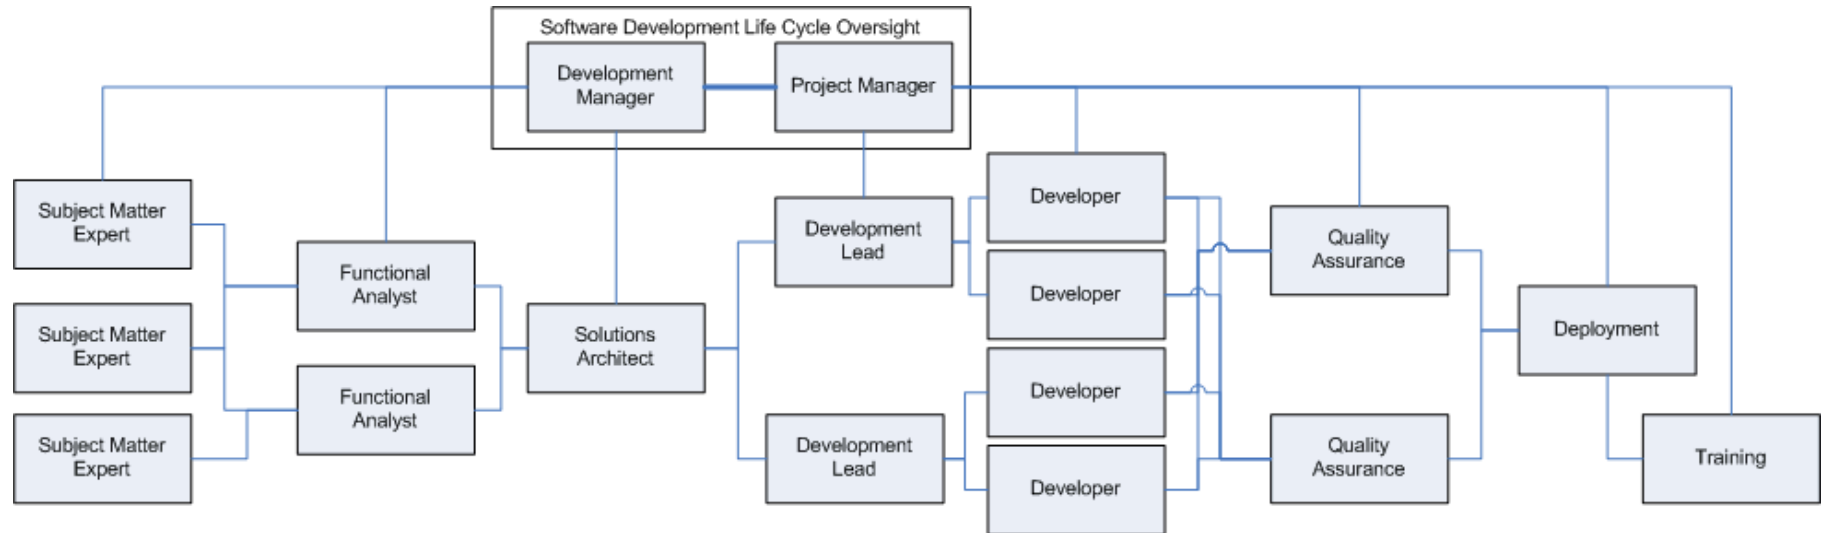 Software Development Life Cycle Oversight
Development
Manager
Project Manager
Subject Matter
Expert
Subject Matter
Expert
Subject Matter
Expert
Functional
Analyst
Functional
Analyst
Solutions
Architect
Development
Lead
Development
Lead
Developer
Developer
Developer
Developer
Quality
Assurance
Quality
Assurance
Deployment
Training